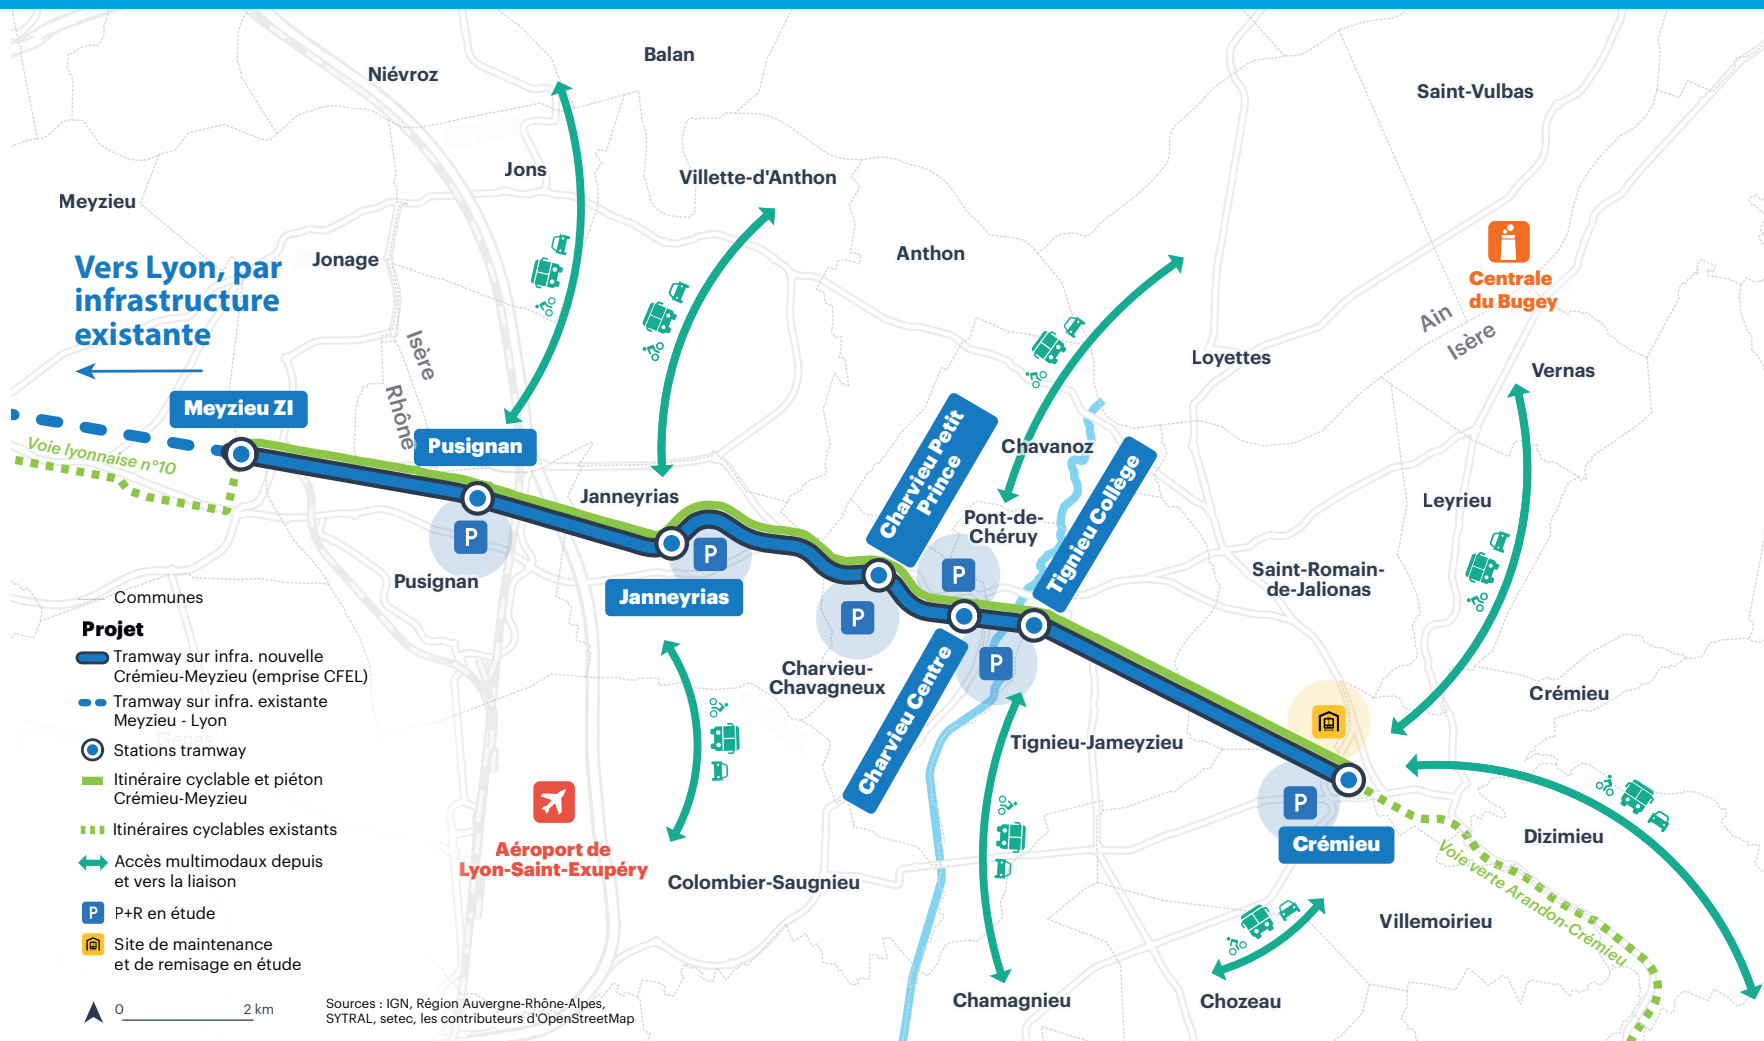 Balan
Niévroz
Saint-Vulbas
Jons
Villette-d'Anthon
Meyzieu
Anthon
Jonage
Vers Lyon, par
infrastructure
existante
Centrale
du Bugey
Ain
Isère
Isère
Rhône
Loyettes
Vernas
Meyzieu ZI
Pusignan
Voie lyonnaise n°10
Charvieu Petit
Prince
Chavanoz
Tignieu Collège
Janneyrias
Leyrieu
Pont-de-
Chéruy
P
P
P
Pusignan
Janneyrias
Saint-Romain-
de-Jalionas
P
P
Charvieu-
Chavagneux
Charvieu Centre
Crémieu
Tignieu-Jameyzieu
P
Crémieu
Dizimieu
Voie verte Arandon-Crémieu
Aéroport de
Lyon-Saint-Exupéry
Colombier-Saugnieu
Villemoirieu
Chamagnieu
Chozeau
Communes
Projet
Tramway sur infra. nouvelle
Crémieu-Meyzieu (emprise CFEL)
Tramway sur infra. existante
Meyzieu - Lyon
Genas
Stations tramway
Itinéraire cyclable et piéton
Crémieu-Meyzieu
Itinéraires cyclables existants
Accès multimodaux depuis
et vers la liaison
P P+R en étude
Site de maintenance
et de remisage en étude
0 2 km
Sources : IGN, Région Auvergne-Rhône-Alpes,
SYTRAL, setec, les contributeurs d'OpenStreetMap